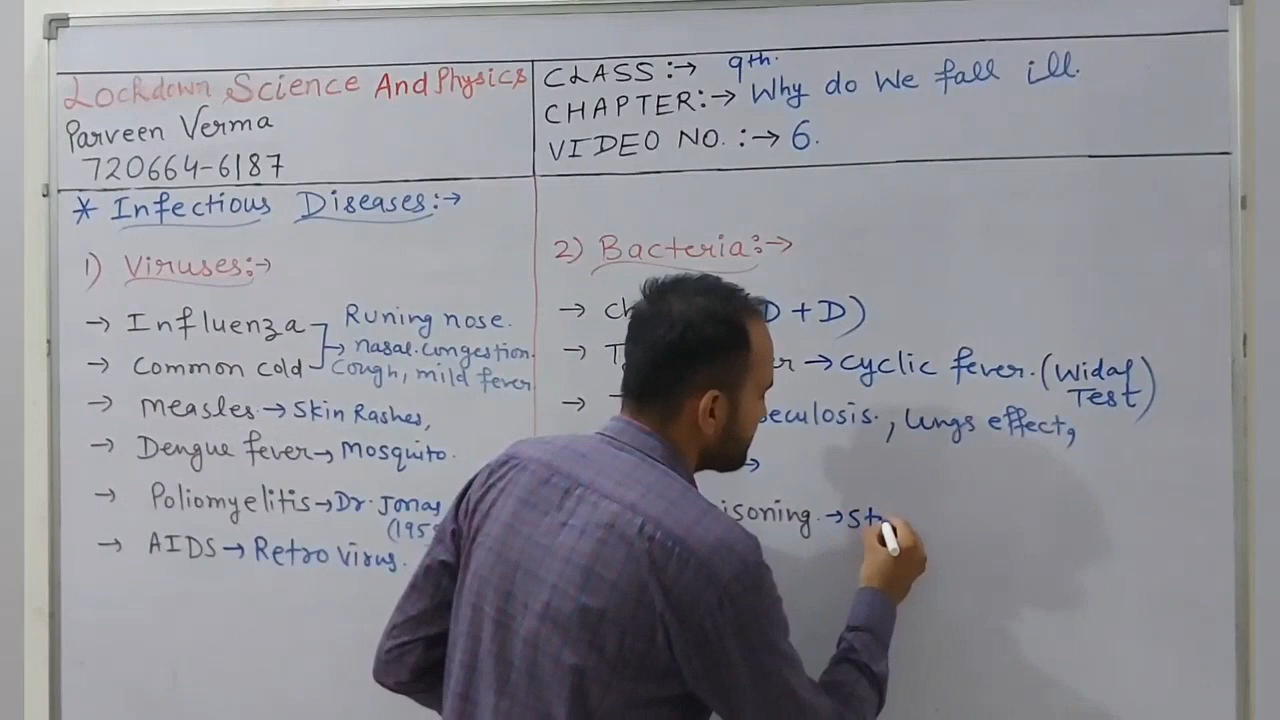 Lockdown Science And Physics
Parveen Verma
720664-6187
CLASS :→ 9th.
CHAPTER :→ Why do We fall ill.
VIDEO NO. :→ 6.
* Infectious Diseases :→
1) Viruses :→
→ Influenza
→ Common cold
Runing nose.
→ nasal congestion.
Cough, mild fever
→ Measles → Skin Rashes,
→ Dengue fever → Mosquito.
→ Poliomyelitis → Dr. Jonas
→ AIDS → Retro Virus.
2) Bacteria :→
→ D + D)
→ → cyclic fever. (Widal Test)
→ , lungs effect,
→
→ St